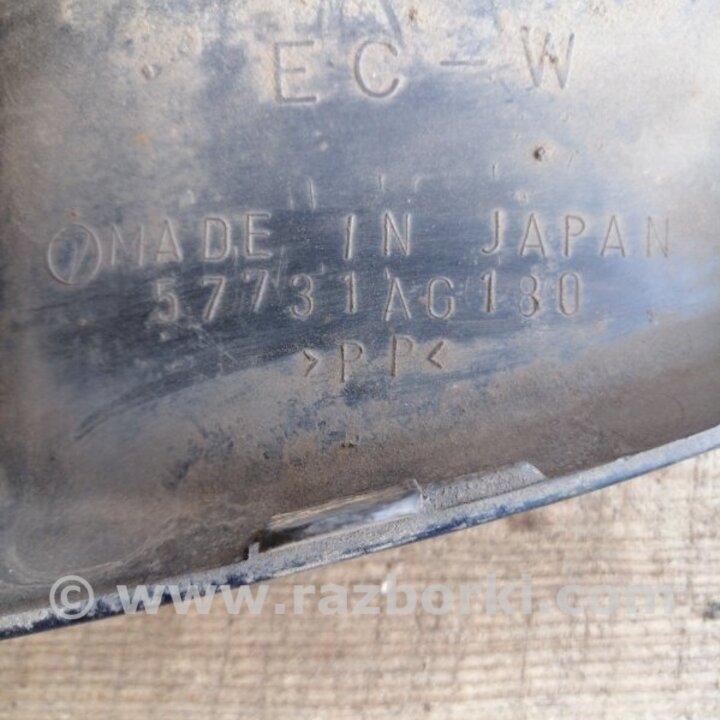 EC-W
MADE IN JAPAN
57731AG180
>PP<
© www.razborki.com